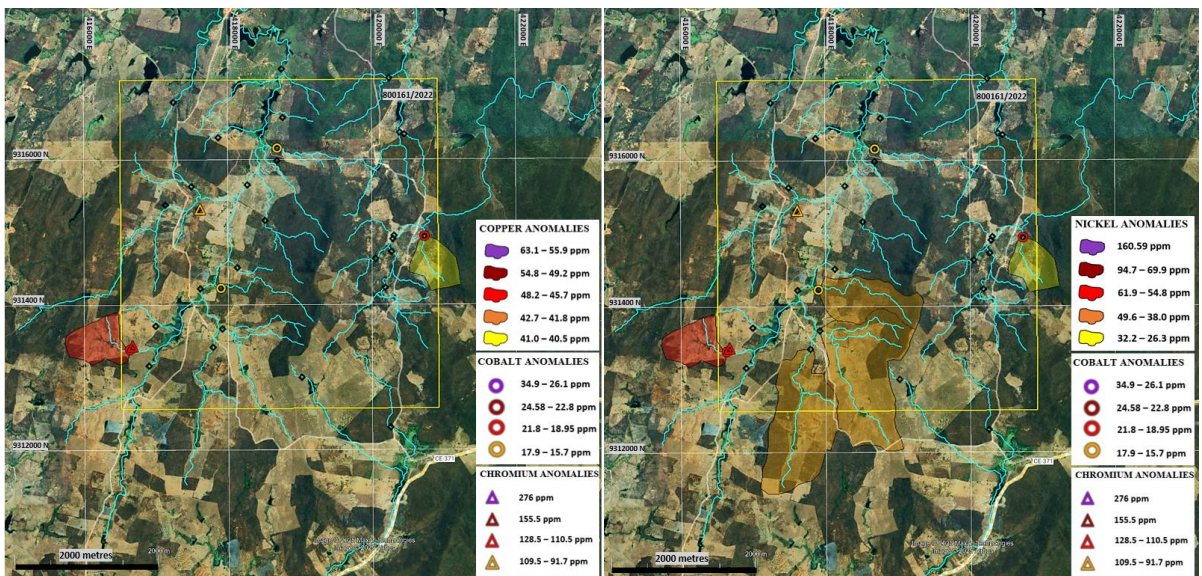 416000 E
418000 E
420000 E
422000 E
800161/2022
9316000 N
931400 N
9312000 N
CE-371
2000 metres
2000 m
COPPER ANOMALIES
63.1 – 55.9 ppm
54.8 – 49.2 ppm
48.2 – 45.7 ppm
42.7 – 41.8 ppm
41.0 – 40.5 ppm
COBALT ANOMALIES
34.9 – 26.1 ppm
24.58 – 22.8 ppm
21.8 – 18.95 ppm
17.9 – 15.7 ppm
CHROMIUM ANOMALIES
276 ppm
155.5 ppm
128.5 – 110.5 ppm
109.5 – 91.7 ppm
416000 E
418000 E
420000 E
422000 E
800161/2022
9316000 N
931400 N
9312000 N
CE-371
2000 metres
2000 m
NICKEL ANOMALIES
160.59 ppm
94.7 – 69.9 ppm
61.9 – 54.8 ppm
49.6 – 38.0 ppm
32.2 – 26.3 ppm
COBALT ANOMALIES
34.9 – 26.1 ppm
24.58 – 22.8 ppm
21.8 – 18.95 ppm
17.9 – 15.7 ppm
CHROMIUM ANOMALIES
276 ppm
155.5 ppm
128.5 – 110.5 ppm
109.5 – 91.7 ppm